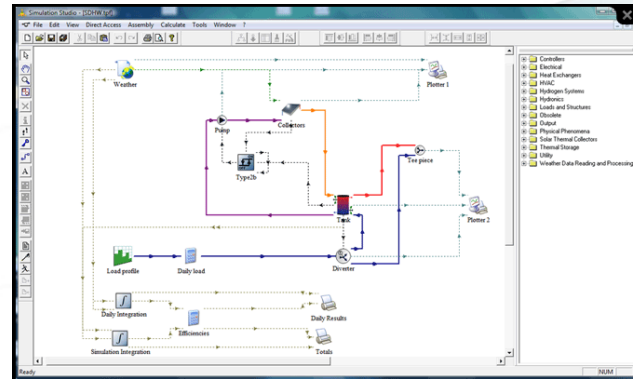 Simulation Studio - [SDHW.tpf]
File Edit View Direct Access Assembly Calculate Tools Window ?
Weather
Plotter 1
Pump
Collectors
Type2b
Tee piece
Tank
Plotter 2
Load profile
Daily load
Diverter
Daily Integration
Efficiencies
Daily Results
Simulation Integration
Totals
Controllers
Electrical
Heat Exchangers
HVAC
Hydrogen Systems
Hydronics
Loads and Structures
Obsolete
Output
Physical Phenomena
Solar Thermal Collectors
Thermal Storage
Utility
Weather Data Reading and Processing
Ready
NUM